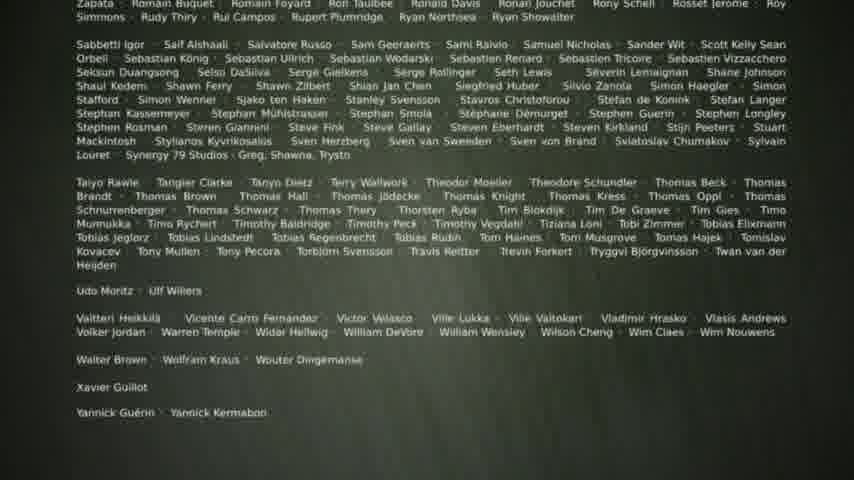 Zapata · Romain Buquet · Romain Foyard · Ron Taulbee · Ronald Davis · Ronan Jouchet · Rony Schell · Rosset Jerome · Roy
Simmons · Rudy Thiry · Rui Campos · Rupert Plumridge · Ryan Northsea · Ryan Showalter
Sabbetti Igor · Saif Alshaali · Salvatore Russo · Sam Geeraerts · Sami Raivio · Samuel Nicholas · Sander Wit · Scott Kelly Sean
Orbell · Sebastian König · Sebastian Ullrich · Sebastian Wodarski · Sebastien Renard · Sebastien Tricoire · Sebastien Vizzacchero
Seksun Duangsong · Selso DaSilva · Serge Gielkens · Serge Rollinger · Seth Lewis · Séverin Lemaignan · Shane Johnson
Shaul Kedem · Shawn Ferry · Shawn Zilbert · Shian Jan Chen · Siegfried Huber · Silvio Zanola · Simon Haegler · Simon
Stafford · Simon Wenner · Sjako ten Haken · Stanley Svensson · Stavros Christoforou · Stefan de Konink · Stefan Langer
Stephan Kassemeyer · Stephan Mühlstrasser · Stephan Smola · Stéphane Démurget · Stephen Guerin · Stephen Longley
Stephen Rosman · Steren Giannini · Steve Fink · Steve Gallay · Steven Eberhardt · Steven Kirkland · Stijn Peeters · Stuart
Mackintosh · Stylianos Kyvrikosaios · Sven Herzberg · Sven van Sweeden · Sven von Brand · Sviatoslav Chumakov · Sylvain
Louret · Synergy 79 Studios · Greg, Shawna, Trystn
Taiyo Rawle · Tangier Clarke · Tanyo Dietz · Terry Wallwork · Theodor Moeller · Theodore Schundler · Thomas Beck · Thomas
Brandt · Thomas Brown · Thomas Hall · Thomas Jödecke · Thomas Knight · Thomas Kress · Thomas Oppl · Thomas
Schnurrenberger · Thomas Schwarz · Thomas Thery · Thorsten Ryba · Tim Blokdijk · Tim De Graeve · Tim Gies · Timo
Murmukka · Timo Rychert · Timothy Baldridge · Timothy Peck · Timothy Vegdahl · Tiziana Loni · Tobi Zimmer · Tobias Elixmann
Tobias Jeglorz · Tobias Lindstedt · Tobias Regenbrecht · Tobias Rubin · Tom Haines · Tom Musgrove · Tomas Hajek · Tomislav
Kovacev · Tony Mullen · Tony Pecora · Torbjorn Svensson · Travis Reitter · Trevin Forkert · Tryggvi Björgvinsson · Twan van der
Heijden
Udo Moritz · Ulf Willers
Valtteri Heikkilä · Vicente Carro Fernandez · Victor Velasco · Ville Lukka · Ville Valtokari · Vladimir Hrasko · Vlasis Andrews
Volker Jordan · Warren Temple · Widar Hellwig · William DeVore · William Wensley · Wilson Cheng · Wim Claes · Wim Nouwens
Walter Brown · Wolfram Kraus · Wouter Dingemanse
Xavier Guillot
Yannick Guérin · Yannick Kermabon